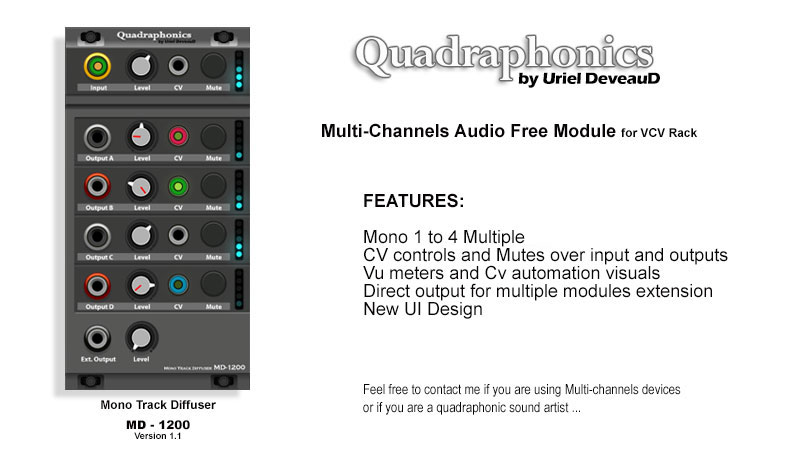 Quadraphonics
by Uriel DeveauD
Input Level CV Mute
Output A Level CV Mute
Output B Level CV Mute
Output C Level CV Mute
Output D Level CV Mute
Ext. Output Level
Mono Track Diffuser MD-1200
Mono Track Diffuser
MD - 1200
Version 1.1
Quadraphonics
by Uriel DeveauD
Multi-Channels Audio Free Module for VCV Rack
FEATURES:
Mono 1 to 4 Multiple
CV controls and Mutes over input and outputs
Vu meters and Cv automation visuals
Direct output for multiple modules extension
New UI Design
Feel free to contact me if you are using Multi-channels devices
or if you are a quadraphonic sound artist ...